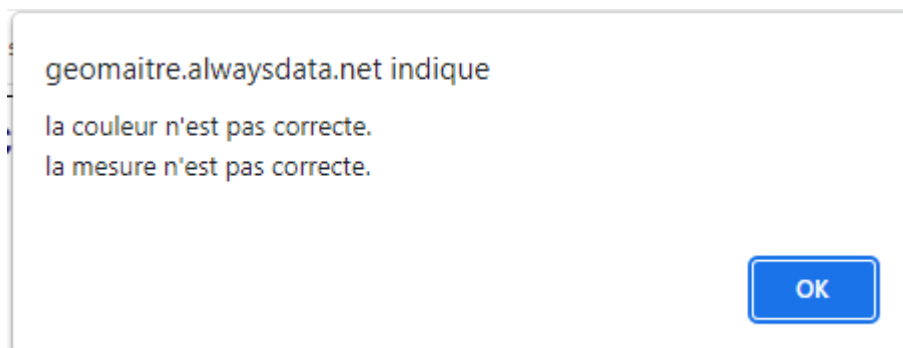 geomaitre.alwaysdata.net indique
la couleur n'est pas correcte.
la mesure n'est pas correcte.
OK